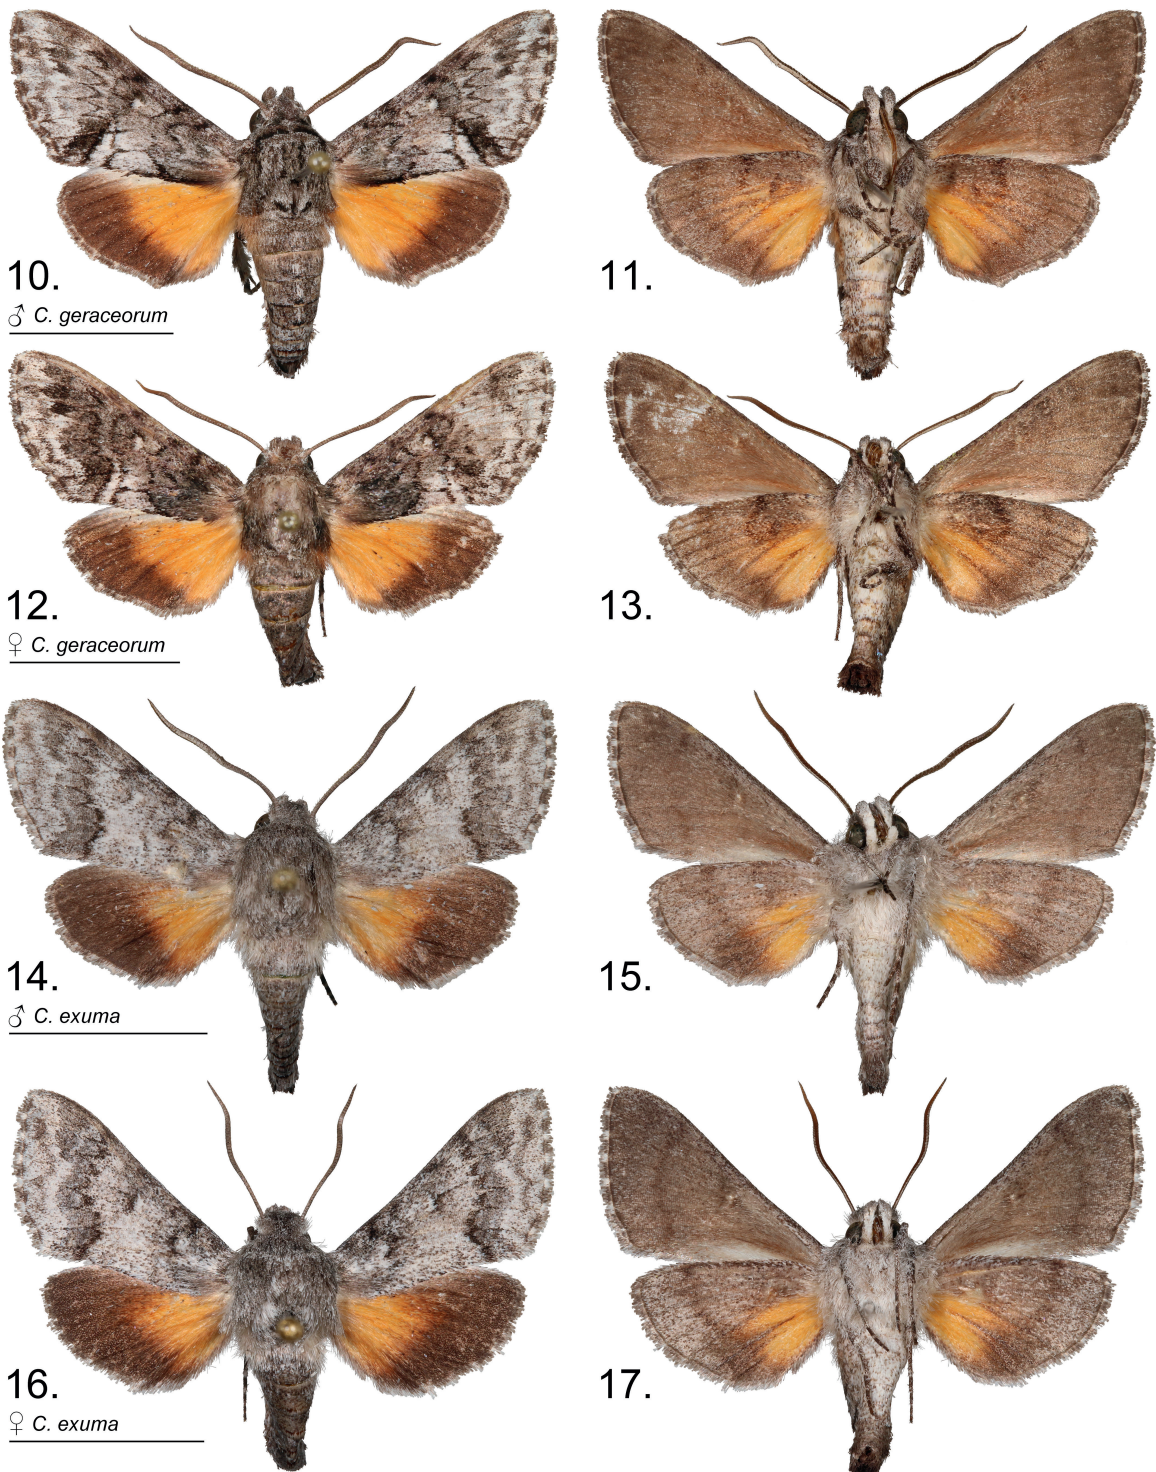 10.
♂ C. geraceorum
11.
12.
♀ C. geraceorum
13.
14.
♂ C. exuma
15.
16.
♀ C. exuma
17.